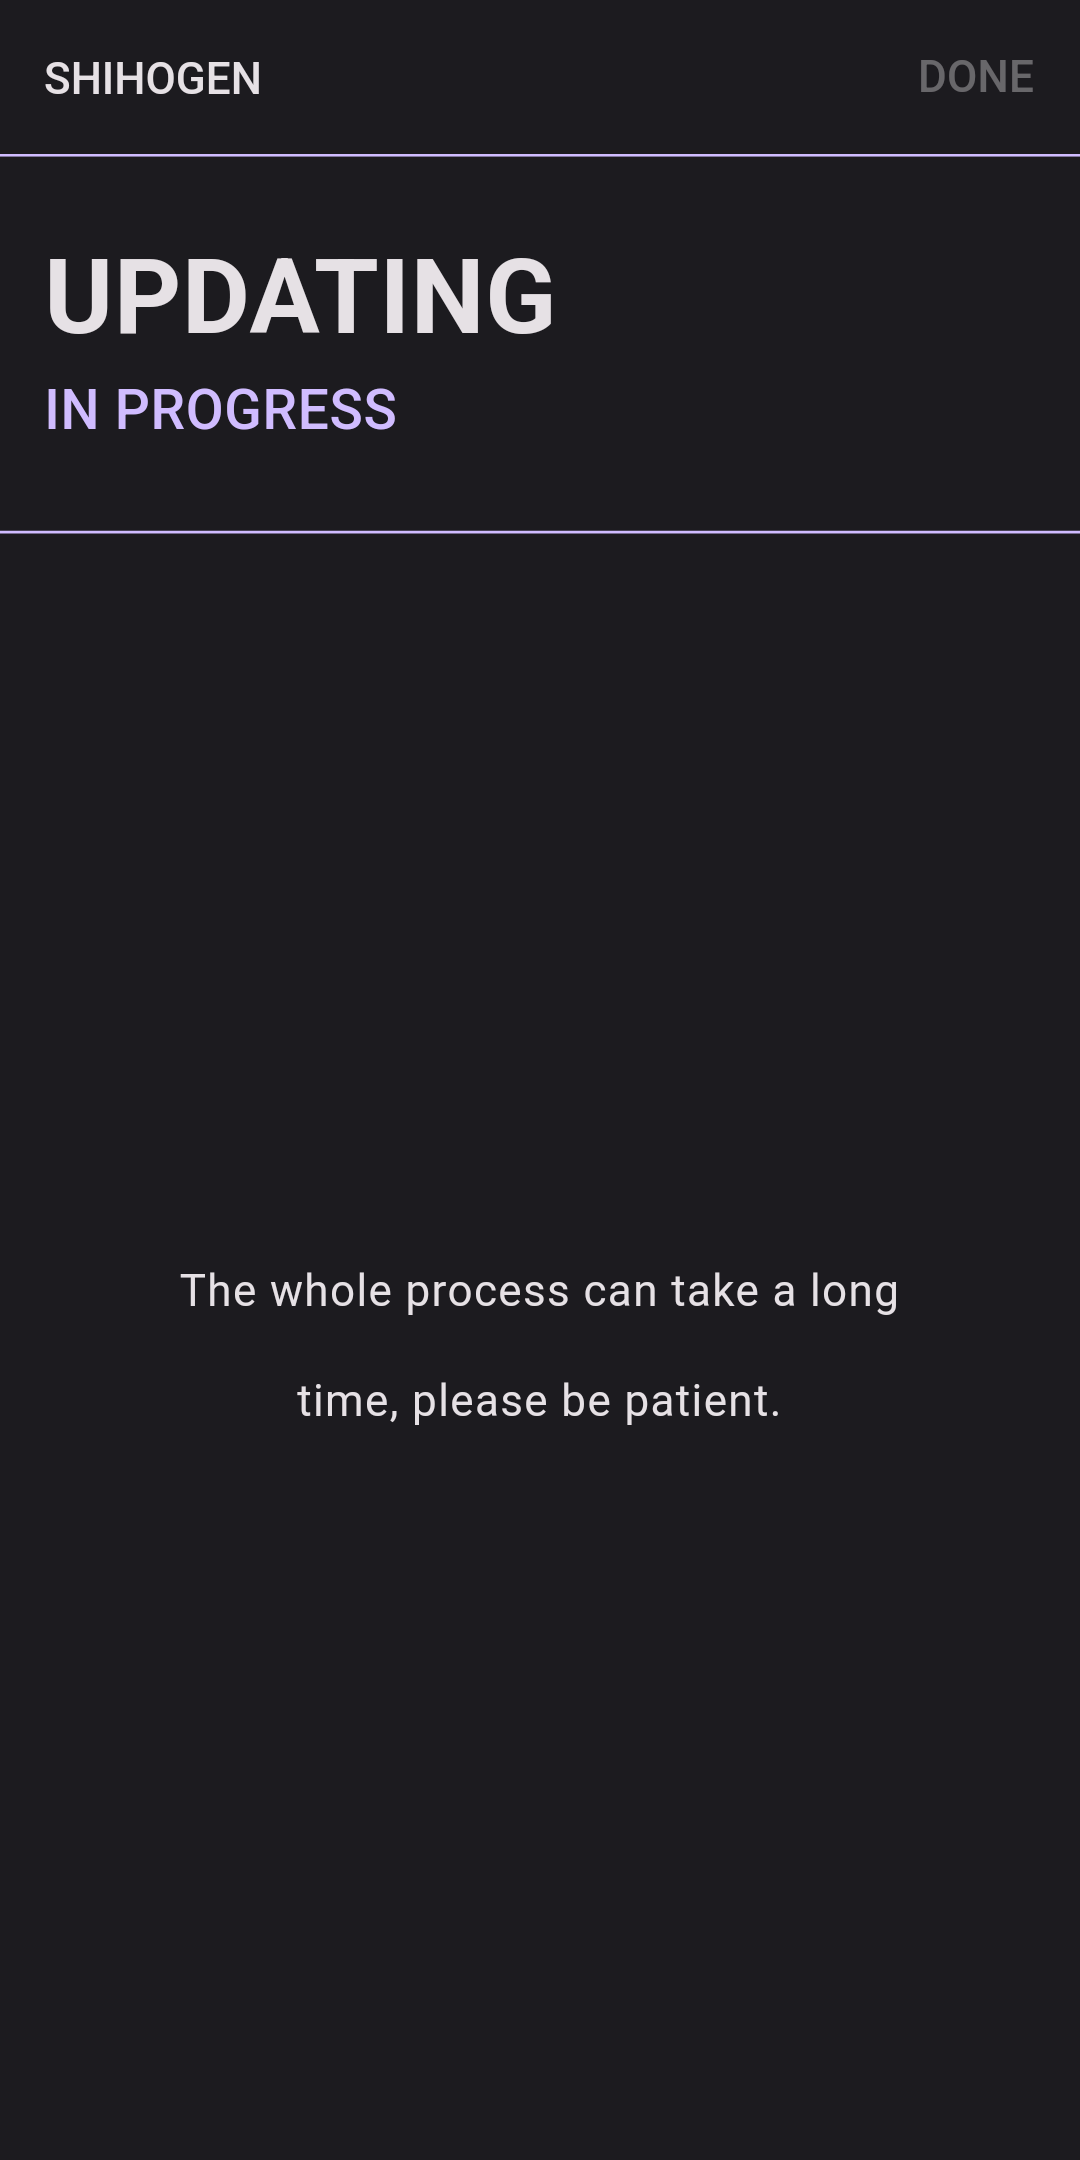 SHIHOGEN
DONE
UPDATING
IN PROGRESS
The whole process can take a long
time, please be patient.